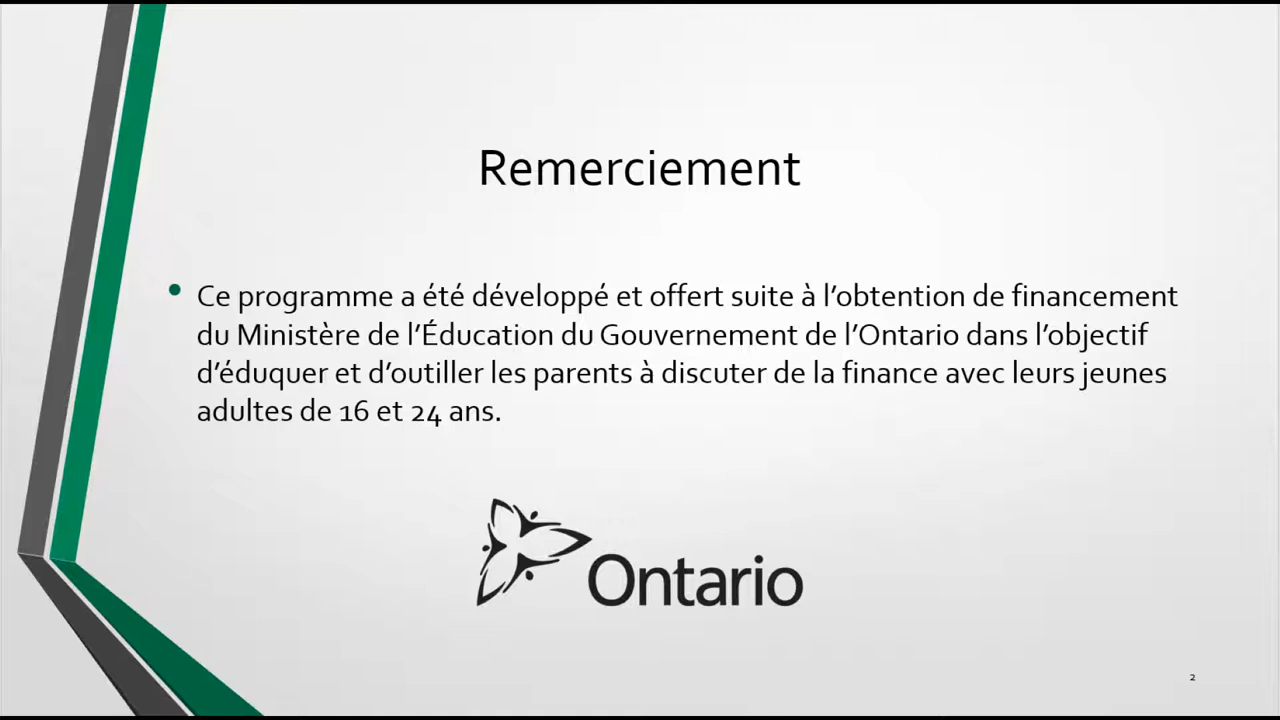 Remerciement
• Ce programme a été développé et offert suite à l’obtention de financement
du Ministère de l’Éducation du Gouvernement de l’Ontario dans l’objectif
d’éduquer et d’outiller les parents à discuter de la finance avec leurs jeunes
adultes de 16 et 24 ans.
Ontario
2